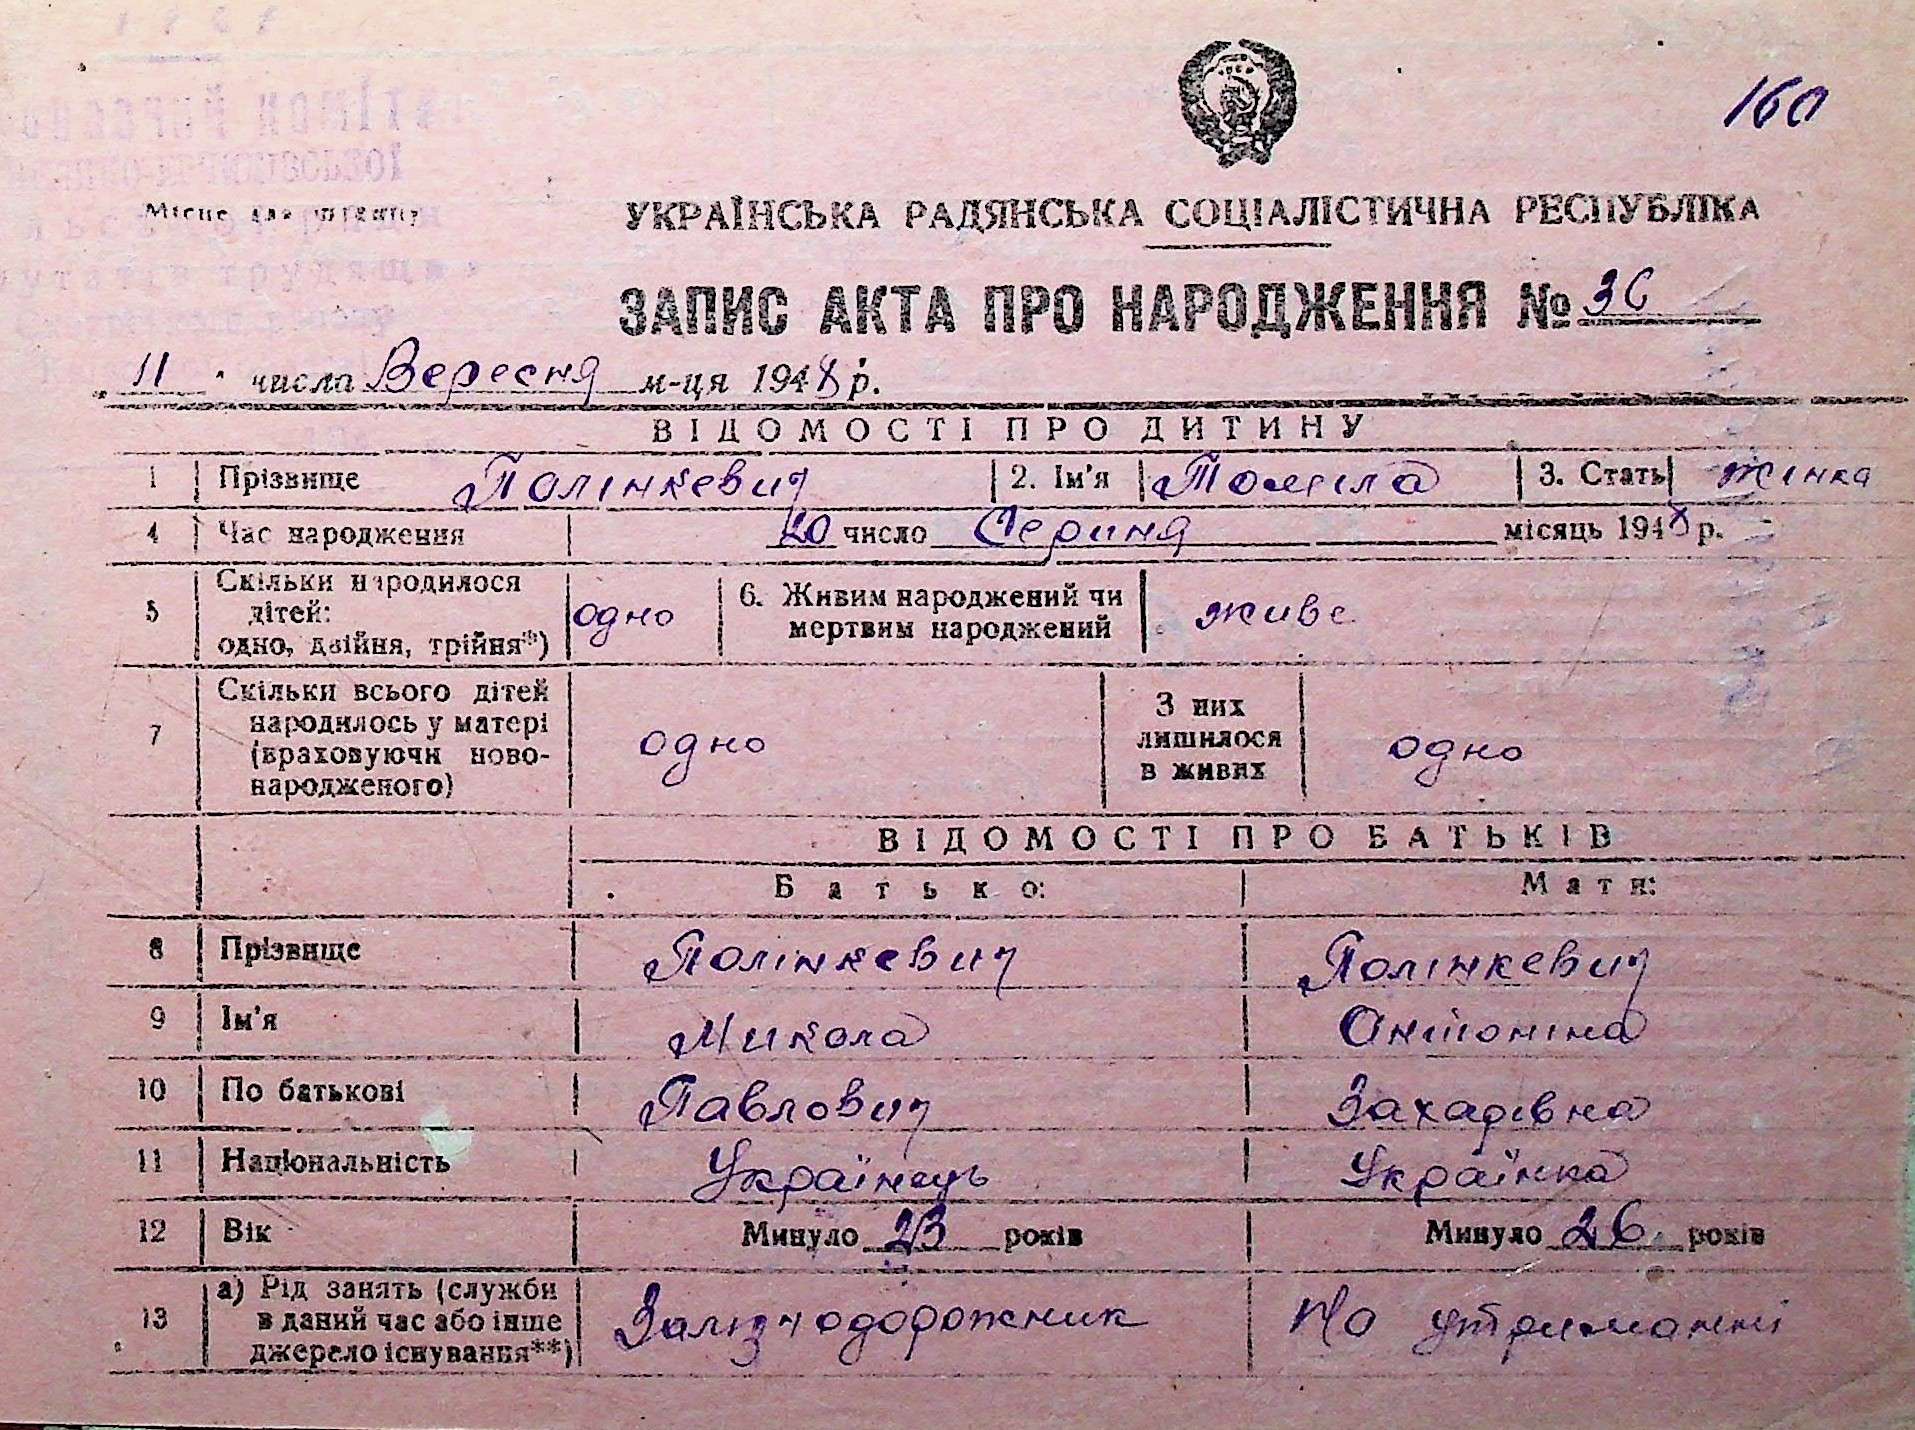 160
Місце для штампу
УКРАЇНСЬКА РАДЯНСЬКА СОЦІАЛІСТИЧНА РЕСПУБЛІКА
ЗАПИС АКТА ПРО НАРОДЖЕННЯ № 36
„11“ числа Вересня м-ця 1948 р.
ВІДОМОСТІ ПРО ДИТИНУ
1 Прізвище Полінкевич 2. Ім'я 3. Стать жінка
4 Час народження 20 число Серпня місяць 1948 р.
5 Скільки народилося дітей: одно, двійня, трійня*) одно 6. Живим народжений чи мертвим народжений живе
7 Скільки всього дітей народилось у матері (враховуючи ново-народженого) одно З них лишилося в живих одно
ВІДОМОСТІ ПРО БАТЬКІВ
Батько: Мати:
8 Прізвище Полінкевич Полінкевич
9 Ім'я Микола Антоніна
10 По батькові Павлович Захарівна
11 Національність Українець Українка
12 Вік Минуло 23 років Минуло 26 років
13 а) Рід занять (служби в даний час або інше джерело існування**) Залізнодорожник На утриманні